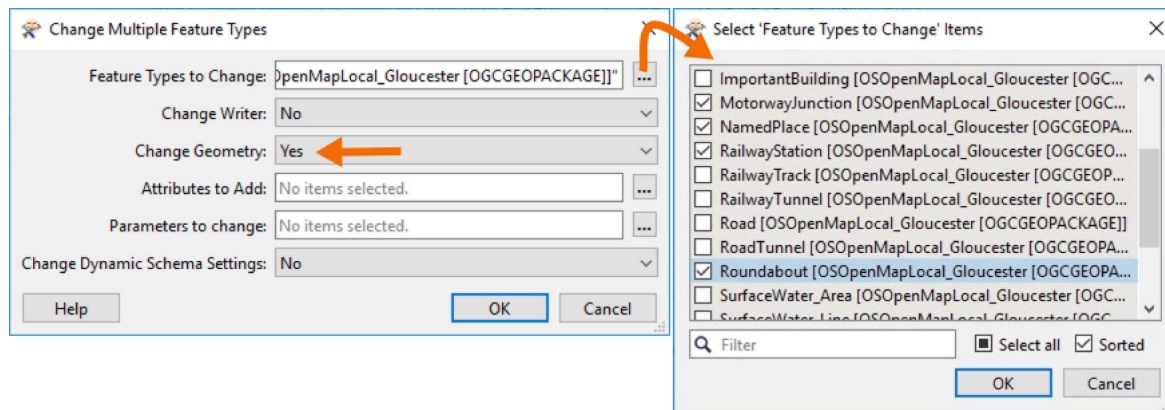 Change Multiple Feature Types
Feature Types to Change: OpenMapLocal_Gloucester [OGCGEOPACKAGE]]" ...
Change Writer: No
Change Geometry: Yes
Attributes to Add: No items selected. ...
Parameters to change: No items selected. ...
Change Dynamic Schema Settings: No
Help OK Cancel
Select 'Feature Types to Change' Items
ImportantBuilding [OSOpenMapLocal_Gloucester [OGC...
MotorwayJunction [OSOpenMapLocal_Gloucester [OGC...
NamedPlace [OSOpenMapLocal_Gloucester [OGCGEOPA...
RailwayStation [OSOpenMapLocal_Gloucester [OGCGEO...
RailwayTrack [OSOpenMapLocal_Gloucester [OGCGEOP...
RailwayTunnel [OSOpenMapLocal_Gloucester [OGCGEO...
Road [OSOpenMapLocal_Gloucester [OGCGEOPACKAGE]]
RoadTunnel [OSOpenMapLocal_Gloucester [OGCGEOPA...
Roundabout [OSOpenMapLocal_Gloucester [OGCGEOPA...
SurfaceWater_Area [OSOpenMapLocal_Gloucester [OGC...
SurfaceWater_Line [OSOpenMapLocal_Gloucester [OGC...
Filter Select all Sorted
OK Cancel